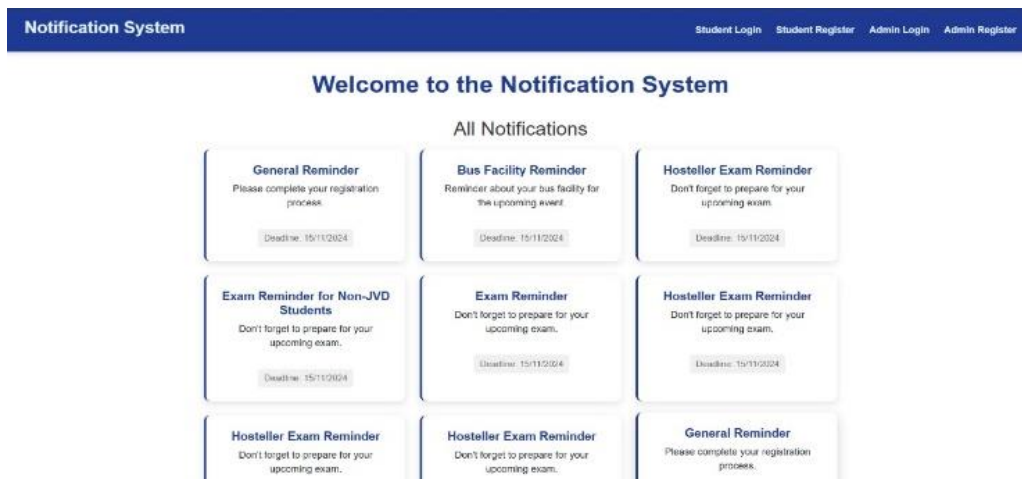 Notification System
Student Login Student Register Admin Login Admin Register
Welcome to the Notification System
All Notifications
General Reminder
Please complete your registration
process.
Deadline: 15/11/2024
Bus Facility Reminder
Reminder about your bus facility for
the upcoming event.
Deadline: 15/11/2024
Hosteller Exam Reminder
Don't forget to prepare for your
upcoming exam.
Deadline: 15/11/2024
Exam Reminder for Non-JVD
Students
Don't forget to prepare for your
upcoming exam.
Deadline: 15/11/2024
Exam Reminder
Don't forget to prepare for your
upcoming exam.
Deadline: 15/11/2024
Hosteller Exam Reminder
Don't forget to prepare for your
upcoming exam.
Deadline: 15/11/2024
Hosteller Exam Reminder
Don't forget to prepare for your
upcoming exam.
Hosteller Exam Reminder
Don't forget to prepare for your
upcoming exam.
General Reminder
Please complete your registration
process.